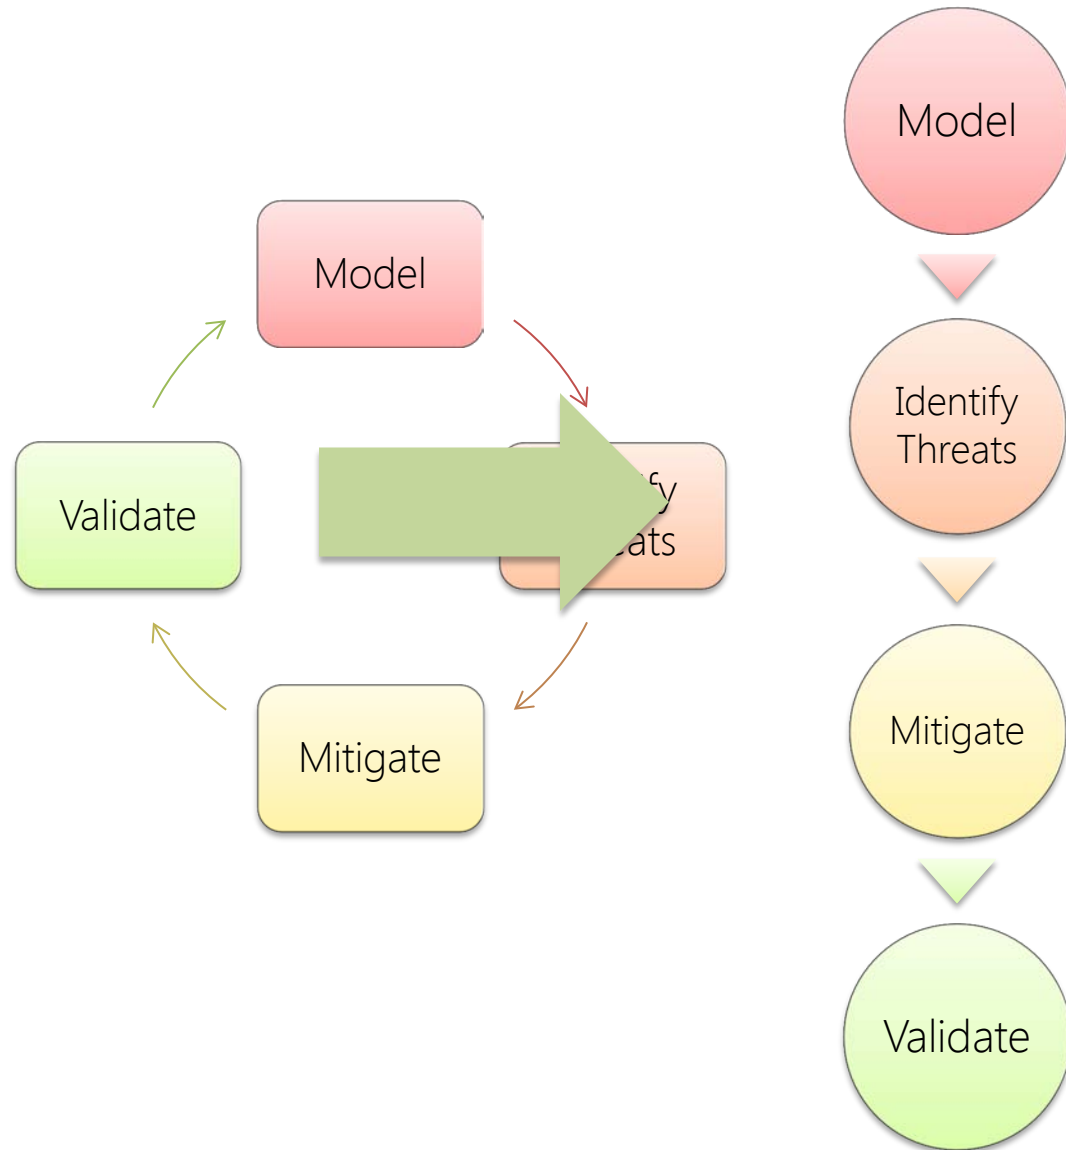 Model
Validate
Mitigate
Model
Identify
Threats
Mitigate
Validate